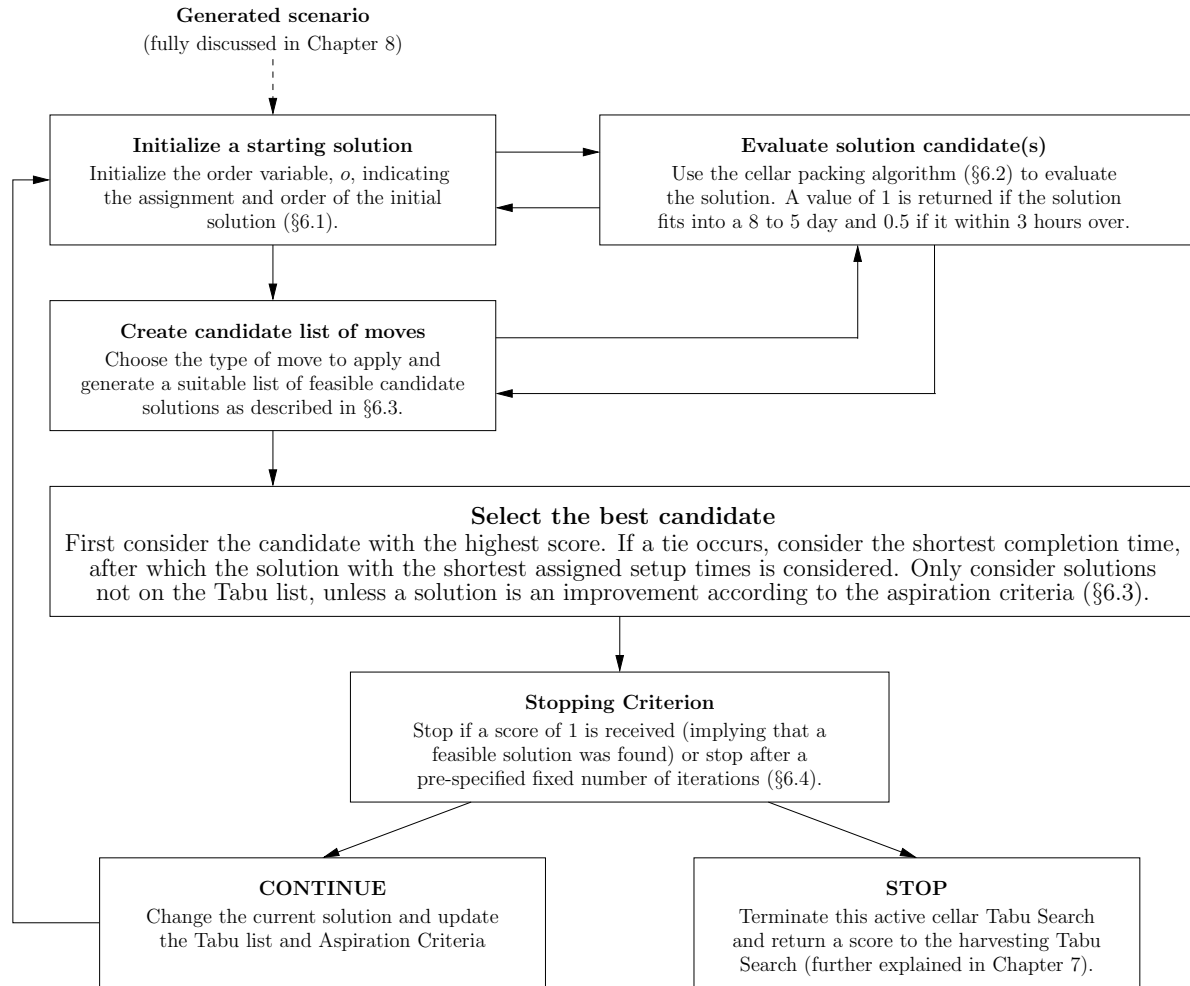 Generated scenario
(fully discussed in Chapter 8)
Initialize a starting solution
Initialize the order variable, o, indicating
the assignment and order of the initial
solution (§6.1).
Evaluate solution candidate(s)
Use the cellar packing algorithm (§6.2) to evaluate
the solution. A value of 1 is returned if the solution
fits into a 8 to 5 day and 0.5 if it within 3 hours over.
Create candidate list of moves
Choose the type of move to apply and
generate a suitable list of feasible candidate
solutions as described in §6.3.
Select the best candidate
First consider the candidate with the highest score. If a tie occurs, consider the shortest completion time,
after which the solution with the shortest assigned setup times is considered. Only consider solutions
not on the Tabu list, unless a solution is an improvement according to the aspiration criteria (§6.3).
Stopping Criterion
Stop if a score of 1 is received (implying that a
feasible solution was found) or stop after a
pre-specified fixed number of iterations (§6.4).
CONTINUE
Change the current solution and update
the Tabu list and Aspiration Criteria
STOP
Terminate this active cellar Tabu Search
and return a score to the harvesting Tabu
Search (further explained in Chapter 7).